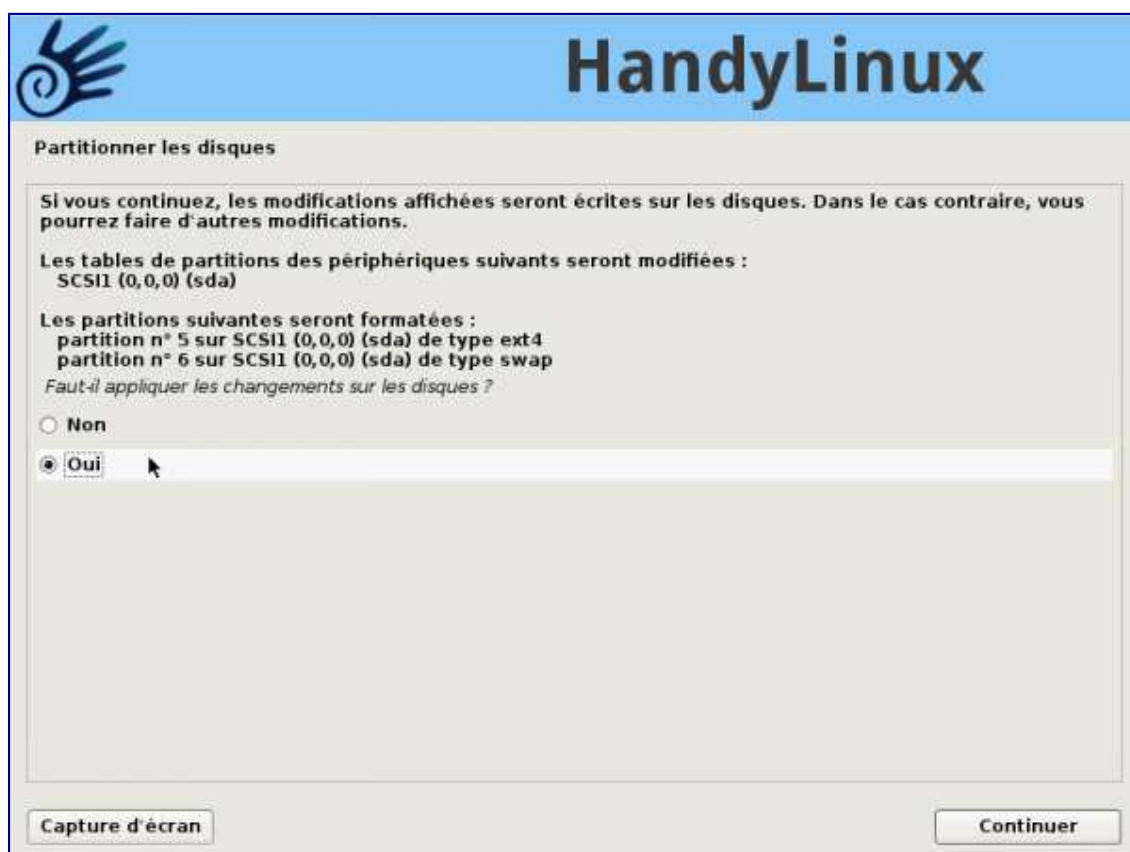 HandyLinux
Partitionner les disques
Si vous continuez, les modifications affichées seront écrites sur les disques. Dans le cas contraire, vous
pourrez faire d'autres modifications.
Les tables de partitions des périphériques suivants seront modifiées :
SCSI1 (0,0,0) (sda)
Les partitions suivantes seront formatées :
partition n° 5 sur SCSI1 (0,0,0) (sda) de type ext4
partition n° 6 sur SCSI1 (0,0,0) (sda) de type swap
Faut-il appliquer les changements sur les disques ?
Non
Oui
Capture d'écran
Continuer